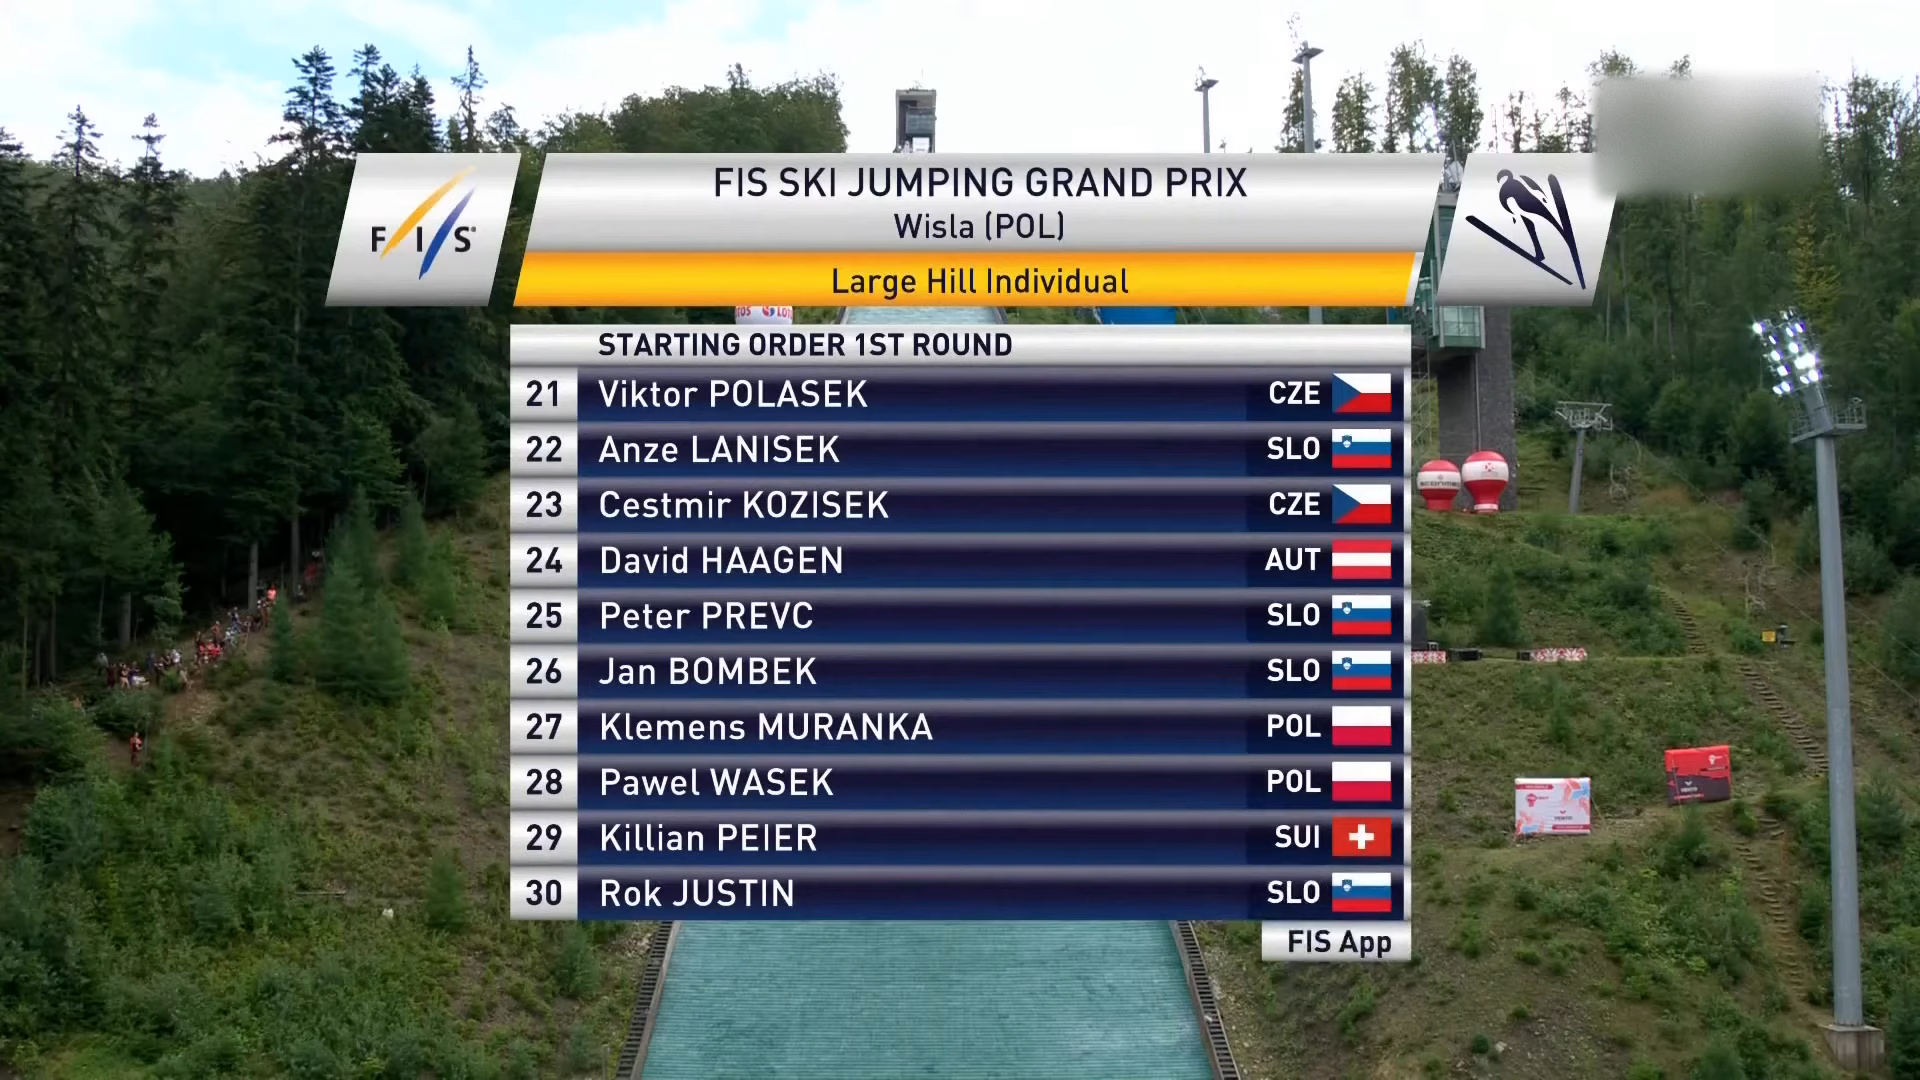 FIS
FIS SKI JUMPING GRAND PRIX
Wisla (POL)
Large Hill Individual
STARTING ORDER 1ST ROUND
21 Viktor POLASEK CZE
22 Anze LANISEK SLO
23 Cestmir KOZISEK CZE
24 David HAAGEN AUT
25 Peter PREVC SLO
26 Jan BOMBEK SLO
27 Klemens MURANKA POL
28 Pawel WASEK POL
29 Killian PEIER SUI
30 Rok JUSTIN SLO
FIS App